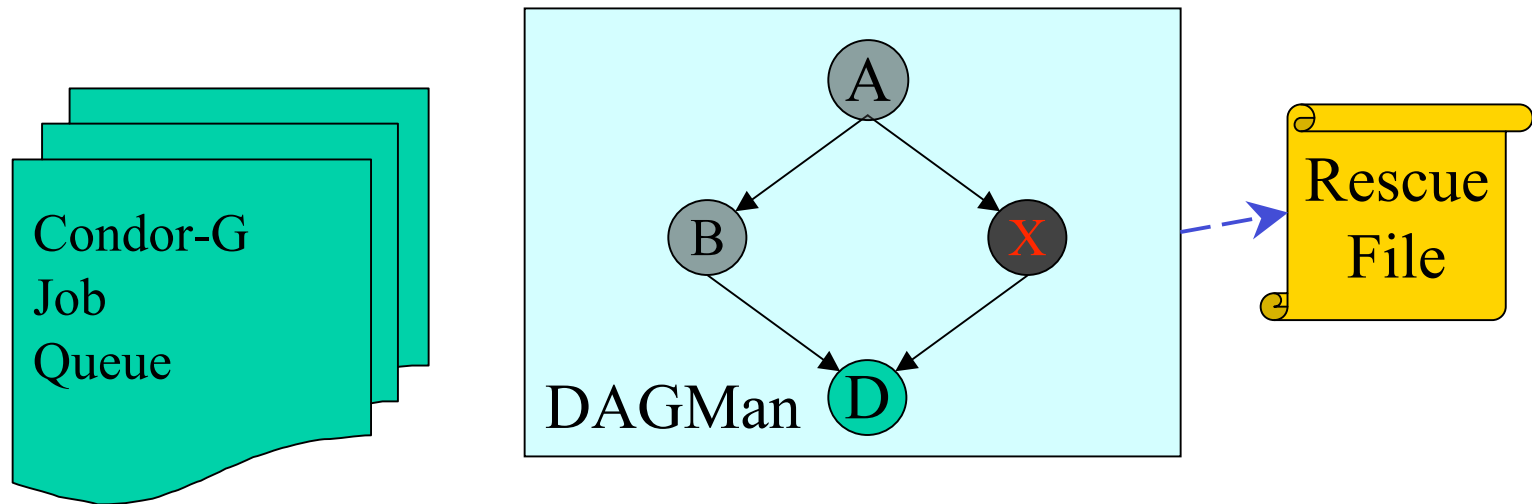 Condor-G
Job
Queue
A
B
X
D
DAGMan
Rescue
File